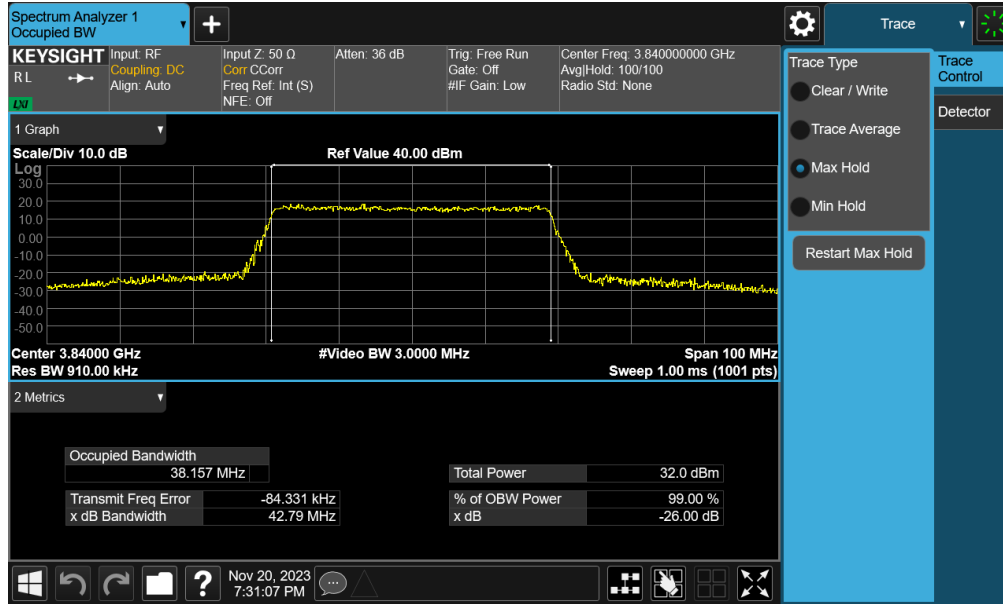 Spectrum Analyzer 1
Occupied BW
+
Trace
KEYSIGHT
R L
LXI
Input: RF
Coupling: DC
Align: Auto
Input Z: 50 Ω
Corr CCorr
Freq Ref: Int (S)
NFE: Off
Atten: 36 dB
Trig: Free Run
Gate: Off
#IF Gain: Low
Center Freq: 3.840000000 GHz
Avg|Hold: 100/100
Radio Std: None
Trace Type
Clear / Write
Trace Average
Max Hold
Min Hold
Restart Max Hold
Trace
Control
Detector
1 Graph
Scale/Div 10.0 dB
Ref Value 40.00 dBm
Log
30.0
20.0
10.0
0.00
-10.0
-20.0
-30.0
-40.0
-50.0
Center 3.84000 GHz
#Video BW 3.0000 MHz
Span 100 MHz
Res BW 910.00 kHz
Sweep 1.00 ms (1001 pts)
2 Metrics
Occupied Bandwidth
38.157 MHz
Total Power 32.0 dBm
Transmit Freq Error -84.331 kHz
% of OBW Power 99.00 %
x dB Bandwidth 42.79 MHz
x dB -26.00 dB
?
Nov 20, 2023
7:31:07 PM